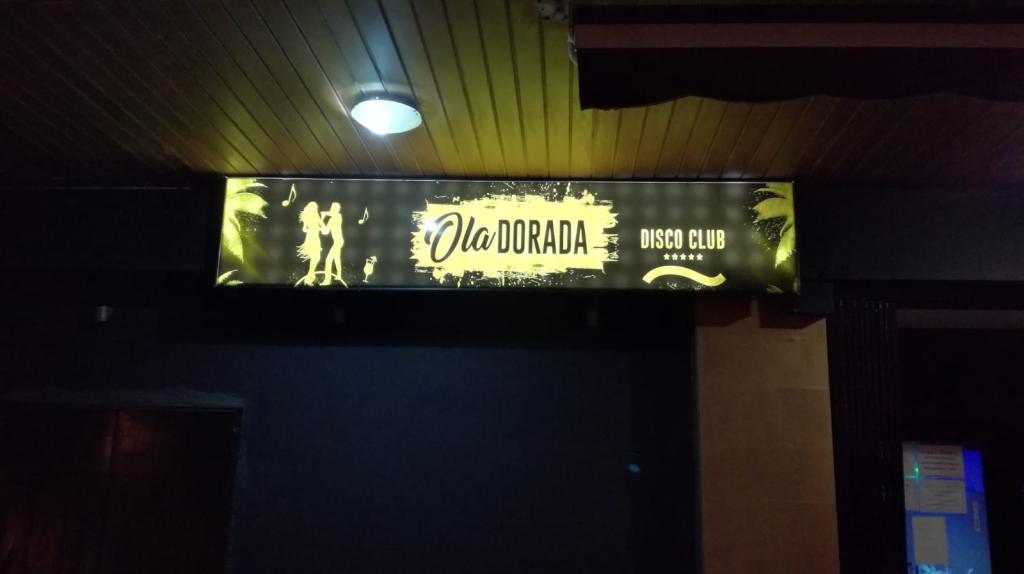 Ola DORADA
DISCO CLUB